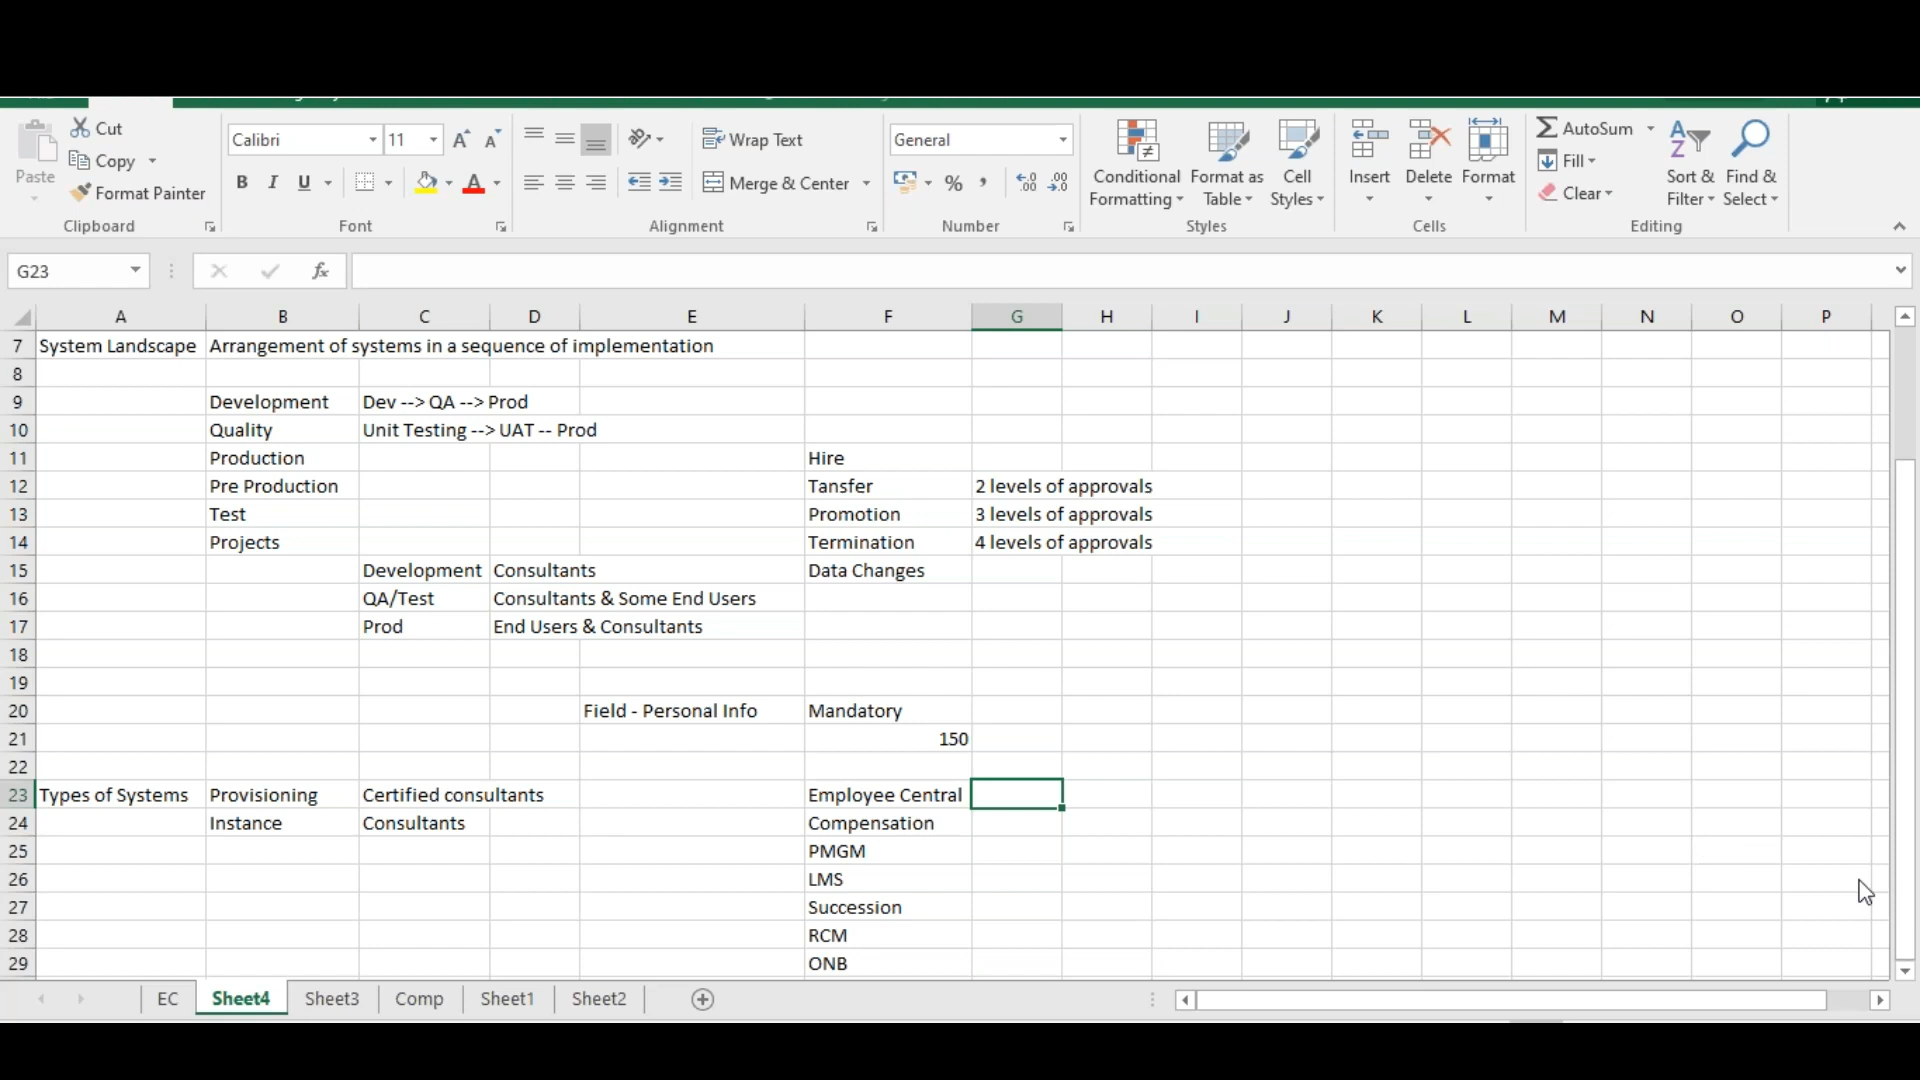 Cut
Copy
Paste
Format Painter
Clipboard
Calibri 11
B I U
Font
Wrap Text
Merge & Center
Alignment
General
Number
Conditional Formatting
Format as Table
Cell Styles
Styles
Insert
Delete
Format
Cells
AutoSum
Fill
Clear
Sort & Filter
Find & Select
Editing
G23
fx
A B C D E F G H I J K L M N O P
7 System Landscape Arrangement of systems in a sequence of implementation
8
9 Development Dev --> QA --> Prod
10 Quality Unit Testing --> UAT -- Prod
11 Production Hire
12 Pre Production Tansfer 2 levels of approvals
13 Test Promotion 3 levels of approvals
14 Projects Termination 4 levels of approvals
15 Development Consultants Data Changes
16 QA/Test Consultants & Some End Users
17 Prod End Users & Consultants
18
19
20 Field - Personal Info Mandatory
21 150
22
23 Types of Systems Provisioning Certified consultants Employee Central
24 Instance Consultants Compensation
25 PMGM
26 LMS
27 Succession
28 RCM
29 ONB
EC Sheet4 Sheet3 Comp Sheet1 Sheet2